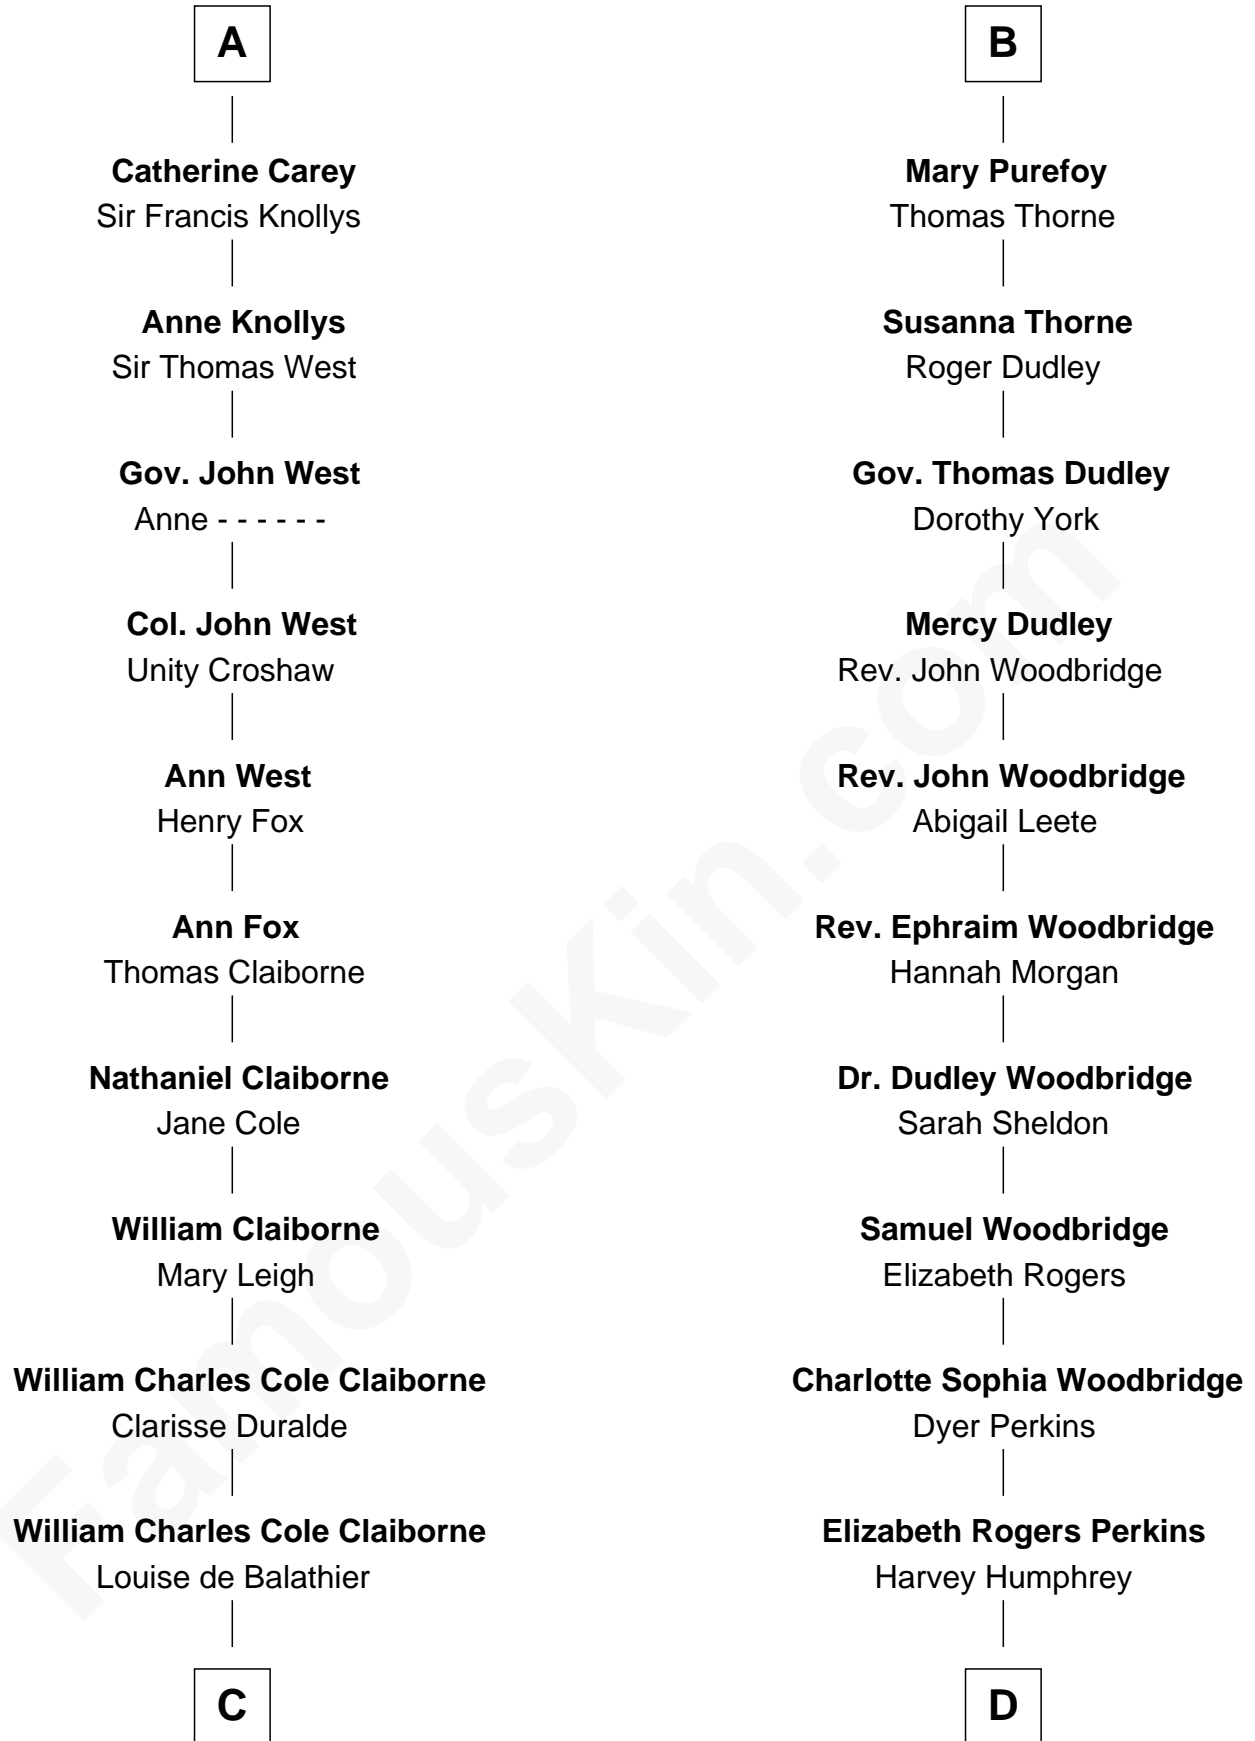 A
Catherine Carey
Sir Francis Knollys
Anne Knollys
Sir Thomas West
Gov. John West
Anne - - - - - -
Col. John West
Unity Croshaw
Ann West
Henry Fox
Ann Fox
Thomas Claiborne
Nathaniel Claiborne
Jane Cole
William Claiborne
Mary Leigh
William Charles Cole Claiborne
Clarisse Duralde
William Charles Cole Claiborne
Louise de Balathier
C
B
Mary Purefoy
Thomas Thorne
Susanna Thorne
Roger Dudley
Gov. Thomas Dudley
Dorothy York
Mercy Dudley
Rev. John Woodbridge
Rev. John Woodbridge
Abigail Leete
Rev. Ephraim Woodbridge
Hannah Morgan
Dr. Dudley Woodbridge
Sarah Sheldon
Samuel Woodbridge
Elizabeth Rogers
Charlotte Sophia Woodbridge
Dyer Perkins
Elizabeth Rogers Perkins
Harvey Humphrey
D
FamousKin.com